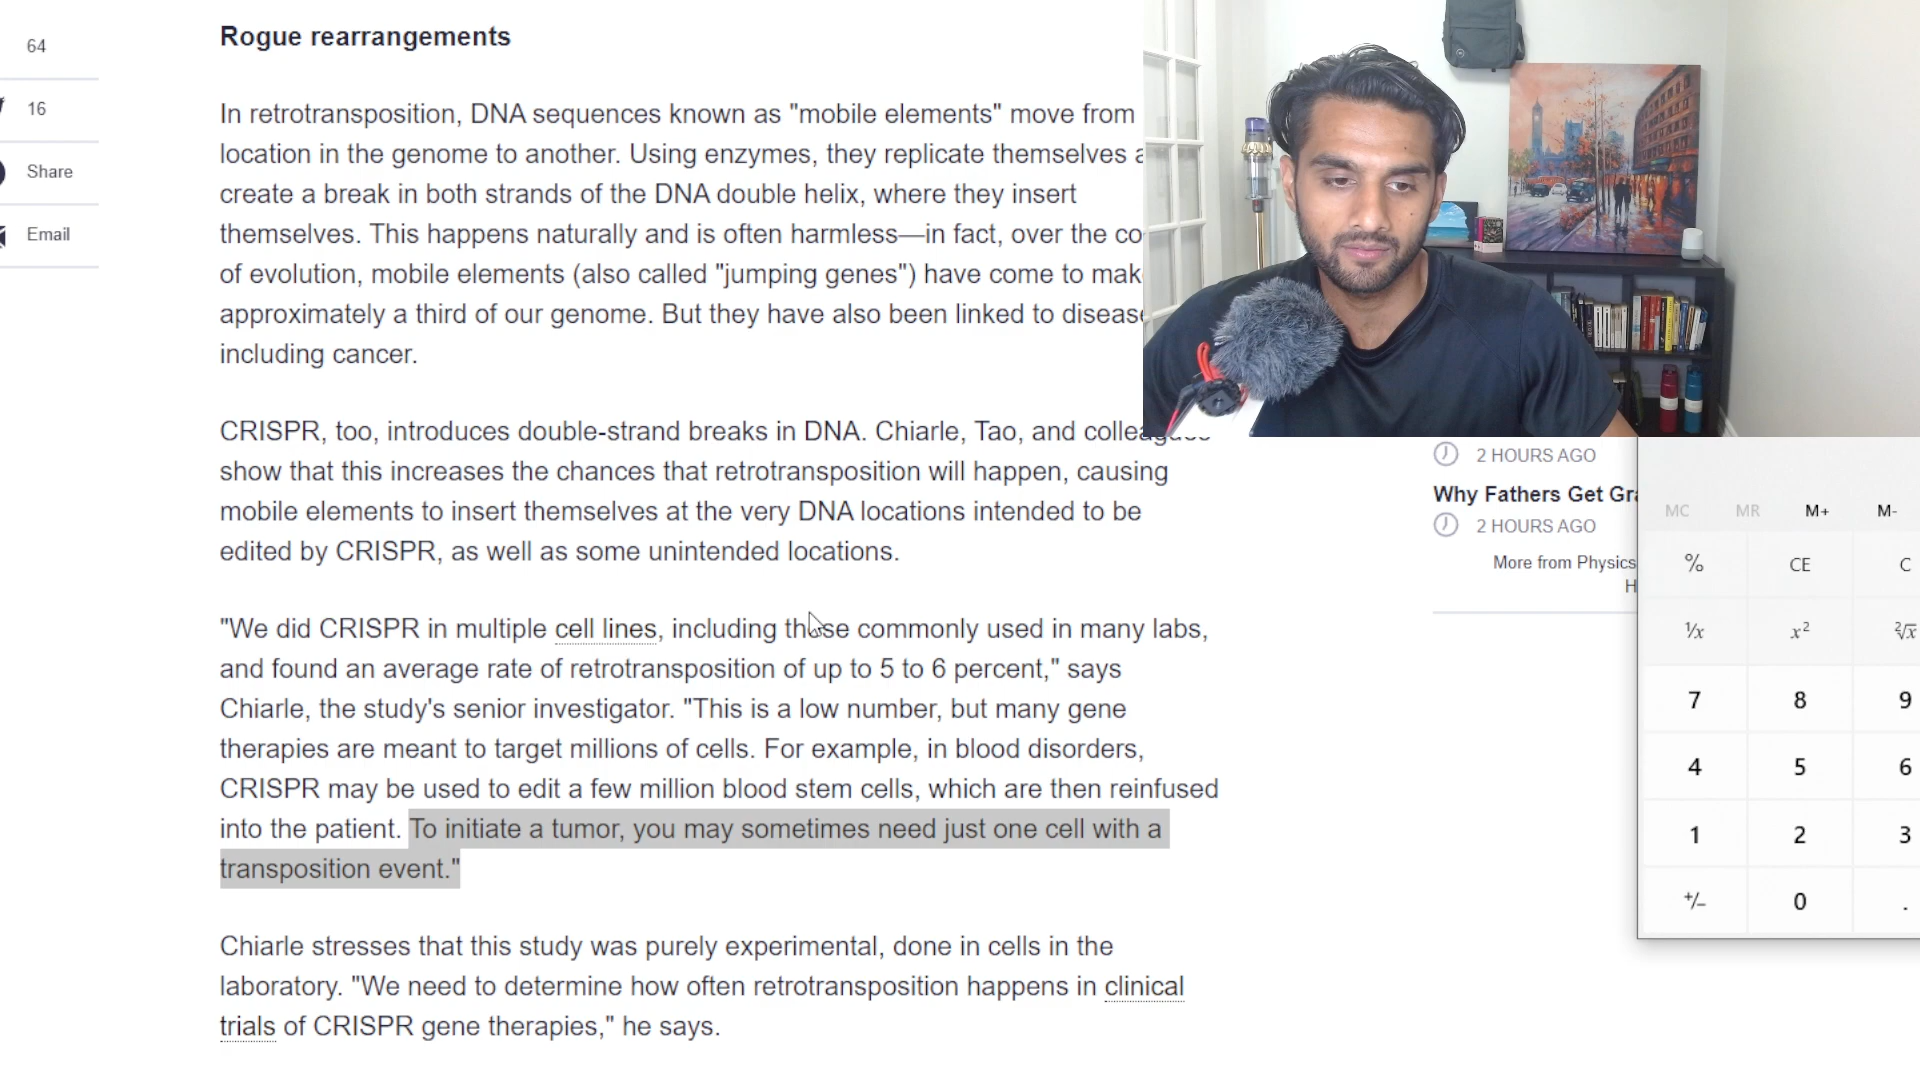 64
16
Share
Email
Rogue rearrangements
In retrotransposition, DNA sequences known as "mobile elements" move from
location in the genome to another. Using enzymes, they replicate themselves
create a break in both strands of the DNA double helix, where they insert
themselves. This happens naturally and is often harmless—in fact, over the co
of evolution, mobile elements (also called "jumping genes") have come to mak
approximately a third of our genome. But they have also been linked to disease
including cancer.
CRISPR, too, introduces double-strand breaks in DNA. Chiarle, Tao, and colleagues
show that this increases the chances that retrotransposition will happen, causing
mobile elements to insert themselves at the very DNA locations intended to be
edited by CRISPR, as well as some unintended locations.
"We did CRISPR in multiple cell lines, including those commonly used in many labs,
and found an average rate of retrotransposition of up to 5 to 6 percent," says
Chiarle, the study's senior investigator. "This is a low number, but many gene
therapies are meant to target millions of cells. For example, in blood disorders,
CRISPR may be used to edit a few million blood stem cells, which are then reinfused
into the patient. To initiate a tumor, you may sometimes need just one cell with a
transposition event."
Chiarle stresses that this study was purely experimental, done in cells in the
laboratory. "We need to determine how often retrotransposition happens in clinical
trials of CRISPR gene therapies," he says.
2 HOURS AGO
Why Fathers Get Gra
2 HOURS AGO
More from Physics
H
MC MR M+ M-
% CE C
1/x x² ²√x
7 8 9
4 5 6
1 2 3
+/- 0 .